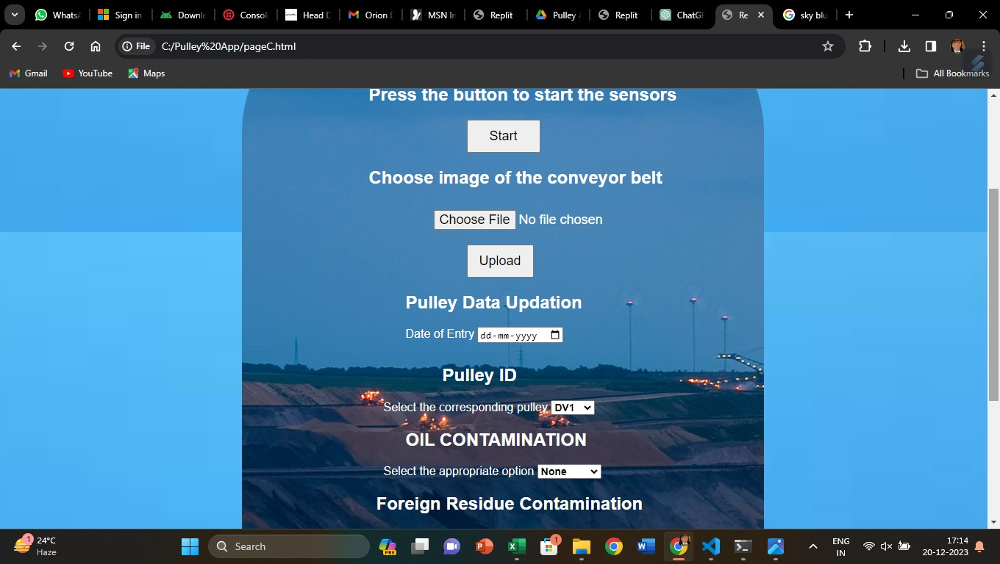 WhatsA
Sign in
Downlo
Consol
Head D
Orion D
MSN In
Replit
Pulley A
Replit
ChatGP
Re
sky blu
File C:/Pulley%20App/pageC.html
Gmail
YouTube
Maps
All Bookmarks
Press the button to start the sensors
Start
Choose image of the conveyor belt
Choose File No file chosen
Upload
Pulley Data Updation
Date of Entry dd-mm-yyyy
Pulley ID
Select the corresponding pulley DV1
OIL CONTAMINATION
Select the appropriate option None
Foreign Residue Contamination
1
24°C
Haze
Search
PRE
1
ENG
IN
17:14
20-12-2023